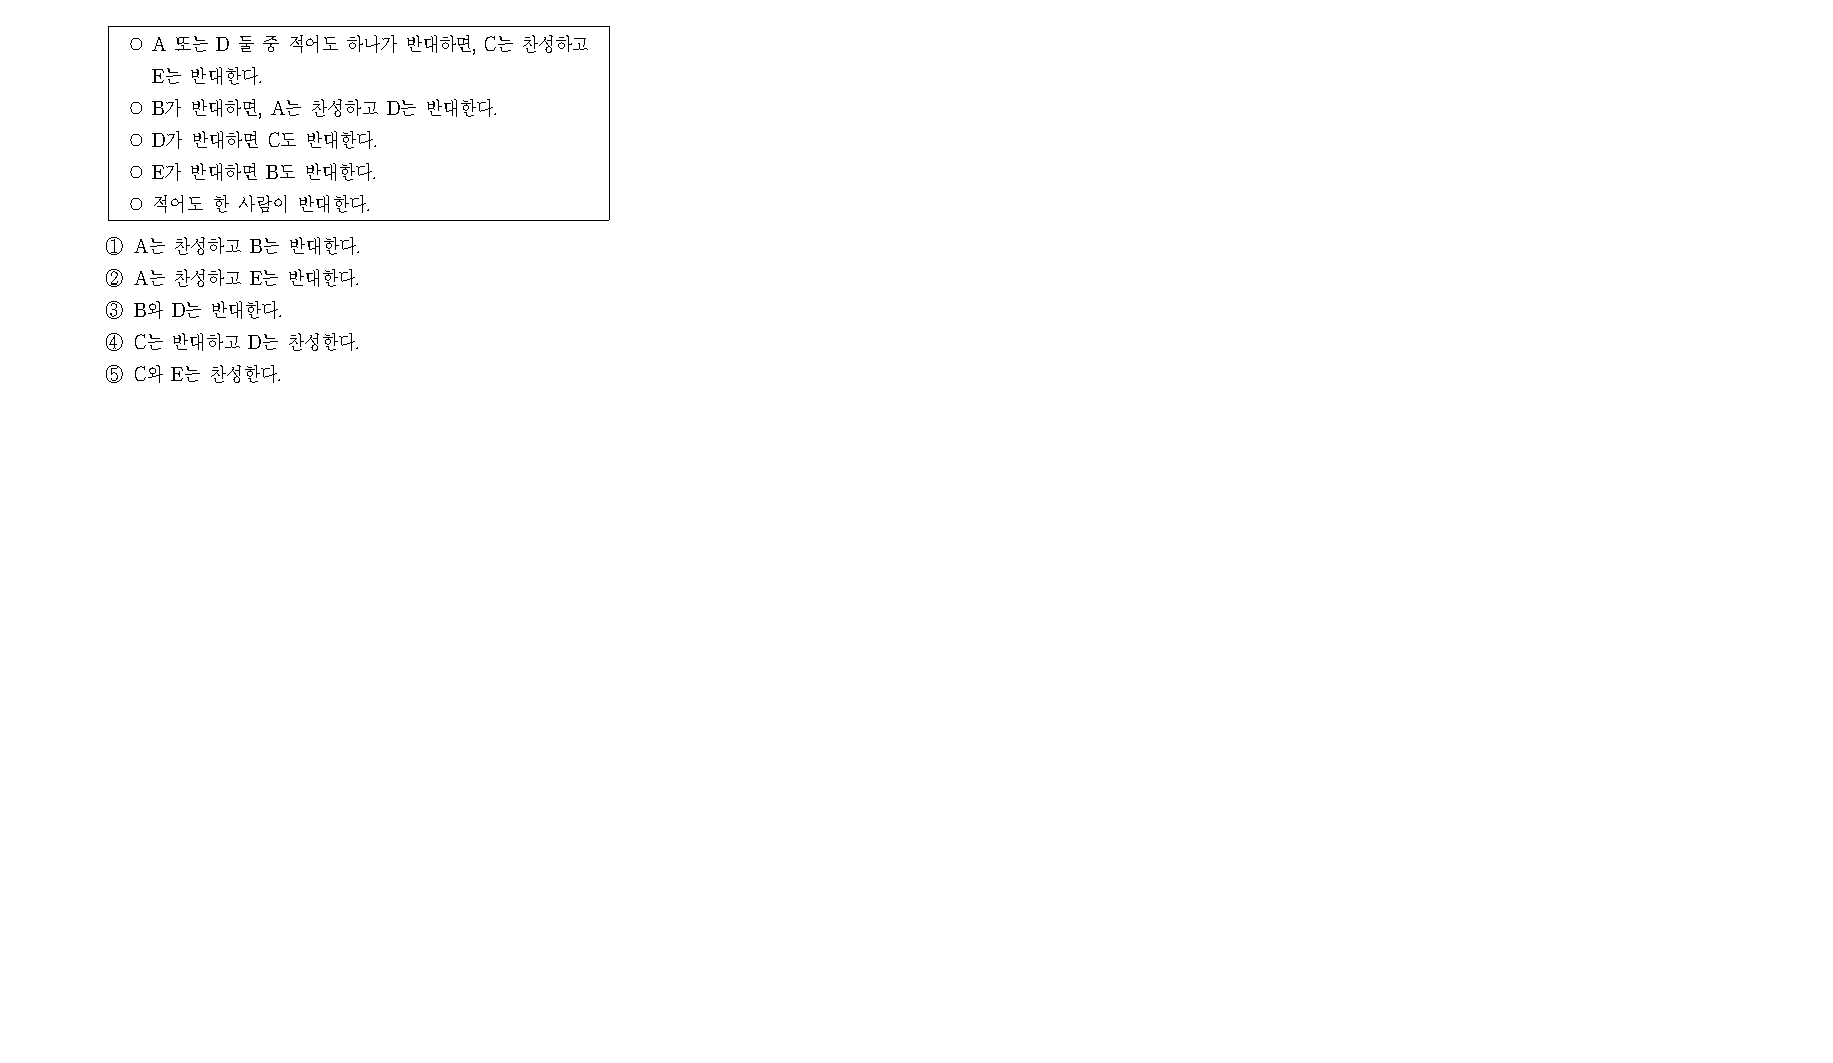 ○ A 또는 D 둘 중 적어도 하나가 반대하면, C는 찬성하고
E는 반대한다.
○ B가 반대하면, A는 찬성하고 D는 반대한다.
○ D가 반대하면 C도 반대한다.
○ E가 반대하면 B도 반대한다.
○ 적어도 한 사람이 반대한다.
① A는 찬성하고 B는 반대한다.
② A는 찬성하고 E는 반대한다.
③ B와 D는 반대한다.
④ C는 반대하고 D는 찬성한다.
⑤ C와 E는 찬성한다.